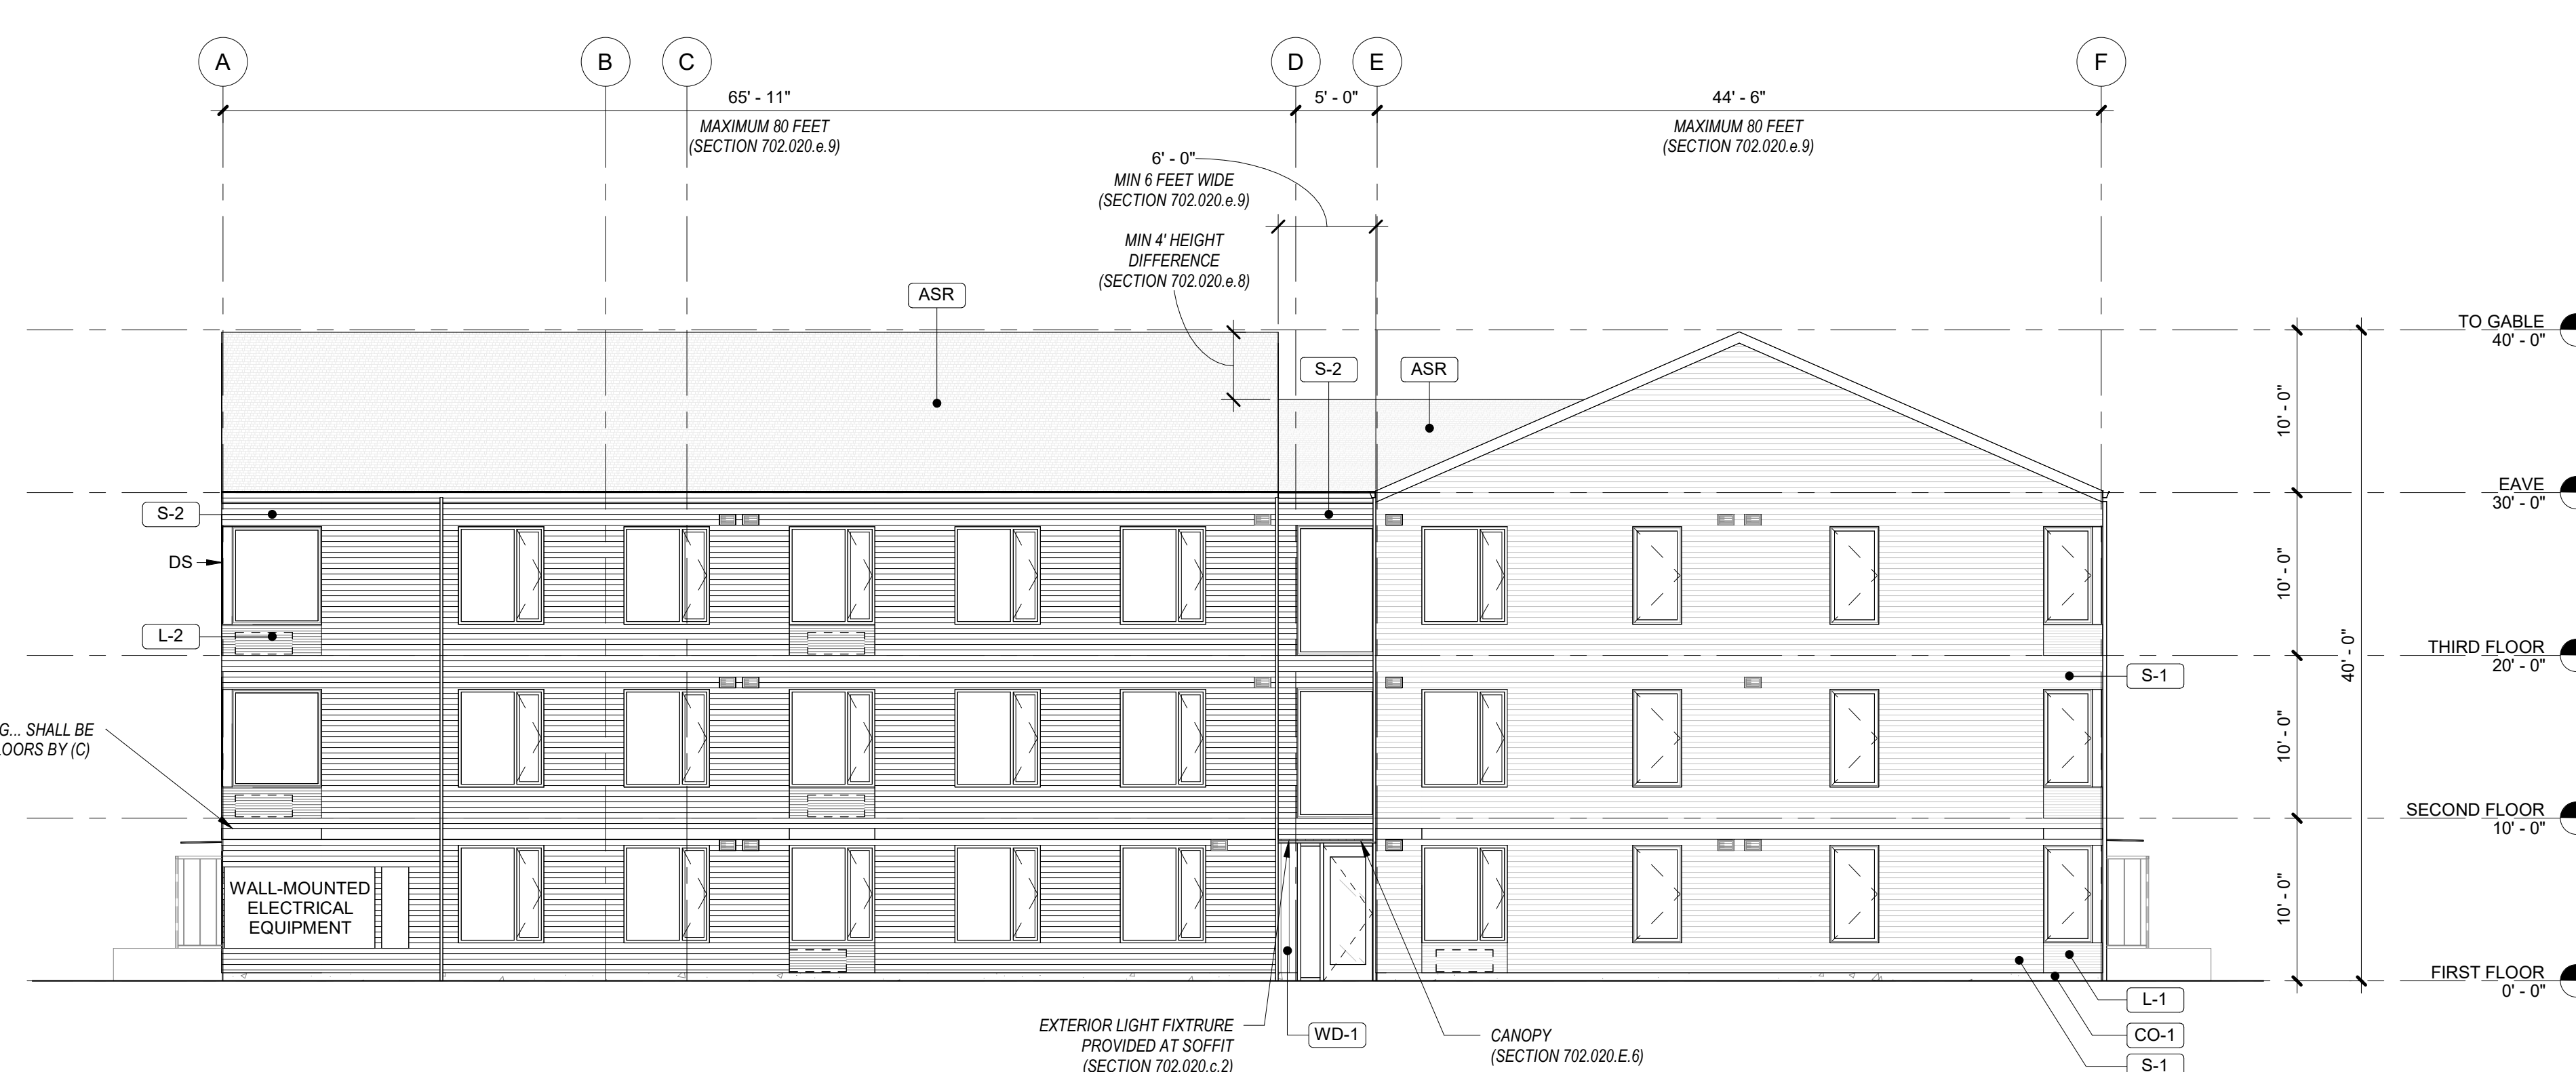 A
B
C
D
E
F
65' - 11"
5' - 0"
44' - 6"
MAXIMUM 80 FEET
(SECTION 702.020.e.9)
MAXIMUM 80 FEET
(SECTION 702.020.e.9)
6' - 0"
MIN 6 FEET WIDE
(SECTION 702.020.e.9)
MIN 4' HEIGHT
DIFFERENCE
(SECTION 702.020.e.8)
ASR
S-2
ASR
TO GABLE
40' - 0"
10' - 0"
EAVE
30' - 0"
S-2
DS
10' - 0"
L-2
THIRD FLOOR
20' - 0"
40' - 0"
S-1
G... SHALL BE
LOORS BY (C)
10' - 0"
SECOND FLOOR
10' - 0"
WALL-MOUNTED
ELECTRICAL
EQUIPMENT
10' - 0"
FIRST FLOOR
0' - 0"
L-1
EXTERIOR LIGHT FIXTRURE
PROVIDED AT SOFFIT
(SECTION 702.020.c.2)
WD-1
CANOPY
(SECTION 702.020.E.6)
CO-1
S-1